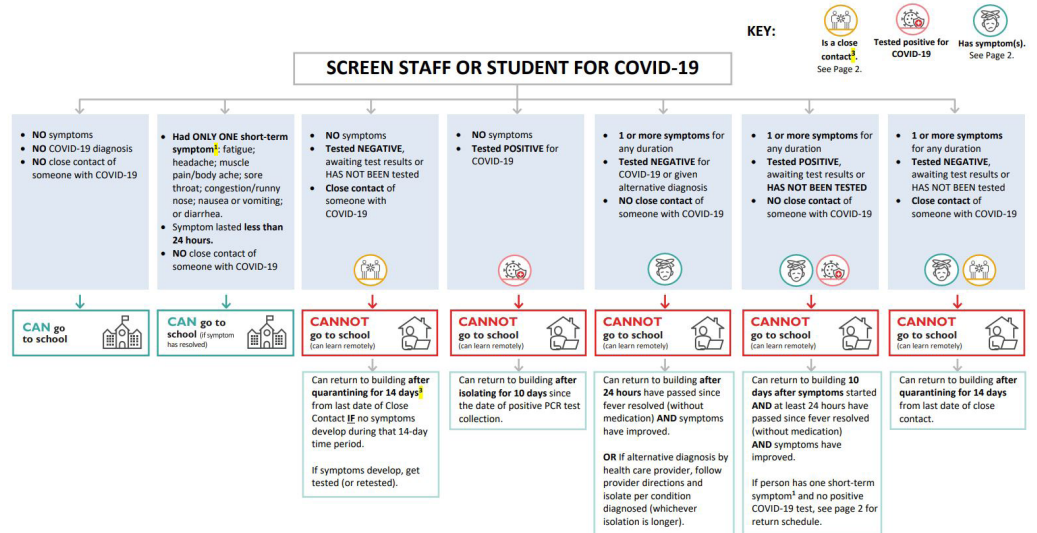 KEY:
Is a close
contact3.
See Page 2.
Tested positive for
COVID-19
Has symptom(s).
See Page 2.
SCREEN STAFF OR STUDENT FOR COVID-19
• NO symptoms
• NO COVID-19 diagnosis
• NO close contact of
someone with COVID-19
• Had ONLY ONE short-term
symptom1: fatigue;
headache; muscle
pain/body ache; sore
throat; congestion/runny
nose; nausea or vomiting;
or diarrhea.
• Symptom lasted less than
24 hours.
• NO close contact of
someone with COVID-19
• NO symptoms
• Tested NEGATIVE,
awaiting test results or
HAS NOT BEEN tested
• Close contact of
someone with
COVID-19
• NO symptoms
• Tested POSITIVE for
COVID-19
• 1 or more symptoms for
any duration
• Tested NEGATIVE for
COVID-19 or given
alternative diagnosis
• NO close contact of
someone with COVID-19
• 1 or more symptoms for
any duration
• Tested POSITIVE,
awaiting test results or
HAS NOT BEEN TESTED
• NO close contact of
someone with COVID-19
• 1 or more symptoms
for any duration
• Tested NEGATIVE,
awaiting test results or
HAS NOT BEEN tested
• Close contact of
someone with COVID-19
CAN go
to school
CAN go to
school (if symptom
has resolved)
CANNOT
go to school
(can learn remotely)
CANNOT
go to school
(can learn remotely)
CANNOT
go to school
(can learn remotely)
CANNOT
go to school
(can learn remotely)
CANNOT
go to school
(can learn remotely)
Can return to building after
quarantining for 14 days3
from last date of Close
Contact IF no symptoms
develop during that 14-day
time period.
If symptoms develop, get
tested (or retested).
Can return to building after
isolating for 10 days since
the date of positive PCR test
collection.
Can return to building after
24 hours have passed since
fever resolved (without
medication) AND symptoms
have improved.
OR If alternative diagnosis by
health care provider, follow
provider directions and
isolate per condition
diagnosed (whichever
isolation is longer).
Can return to building 10
days after symptoms started
AND at least 24 hours have
passed since fever resolved
(without medication)
AND symptoms have
improved.
If person has one short-term
symptom1 and no positive
COVID-19 test, see page 2 for
return schedule.
Can return to building after
quarantining for 14 days
from last date of close
contact.